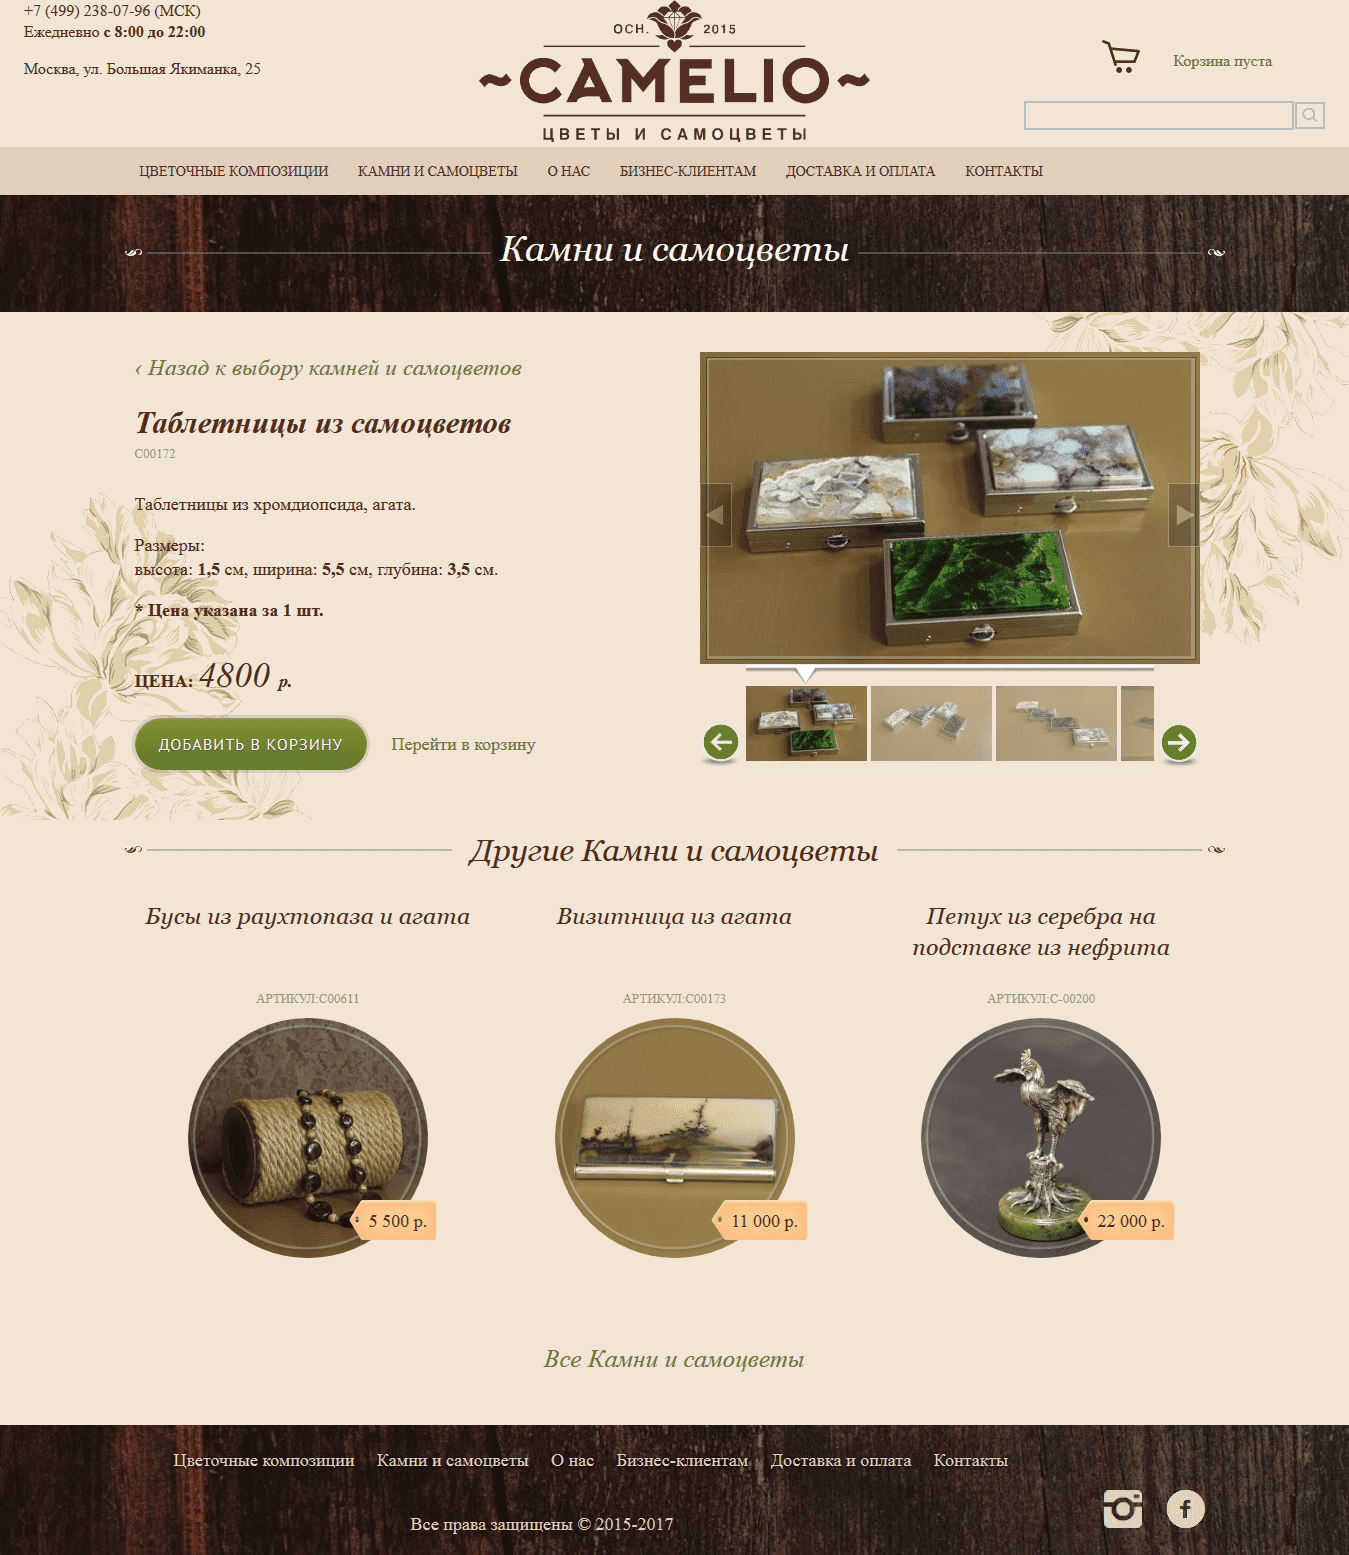 +7 (499) 238-07-96 (МСК)
Ежедневно с 8:00 до 22:00
Москва, ул. Большая Якиманка, 25
ОСН. 2015
~CAMELIO~
ЦВЕТЫ И САМОЦВЕТЫ
Корзина пуста
ЦВЕТОЧНЫЕ КОМПОЗИЦИИ КАМНИ И САМОЦВЕТЫ О НАС БИЗНЕС-КЛИЕНТАМ ДОСТАВКА И ОПЛАТА КОНТАКТЫ
Камни и самоцветы
‹ Назад к выбору камней и самоцветов
Таблетницы из самоцветов
C00172
Таблетницы из хромдиопсида, агата.
Размеры:
высота: 1,5 см, ширина: 5,5 см, глубина: 3,5 см.
* Цена указана за 1 шт.
ЦЕНА: 4800 р.
ДОБАВИТЬ В КОРЗИНУ Перейти в корзину
Другие Камни и самоцветы
Бусы из раухтопаза и агата
АРТИКУЛ:C00611
5 500 р.
Визитница из агата
АРТИКУЛ:C00173
11 000 р.
Петух из серебра на
подставке из нефрита
АРТИКУЛ:C-00200
22 000 р.
Все Камни и самоцветы
Цветочные композиции Камни и самоцветы О нас Бизнес-клиентам Доставка и оплата Контакты
Все права защищены © 2015-2017